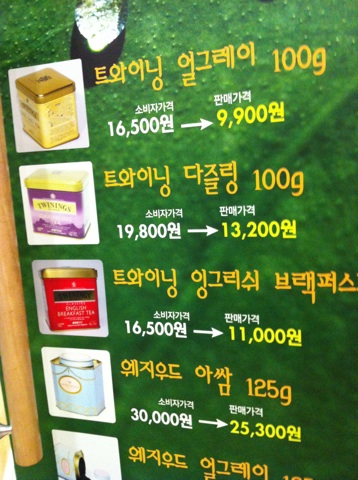 트와이닝 얼그레이 100g
소비자가격 판매가격
16,500원 → 9,900원
트와이닝 다즐링 100g
소비자가격 판매가격
19,800원 → 13,200원
TWININGS
트와이닝 잉그리쉬 브랙퍼스
소비자가격 판매가격
16,500원 → 11,000원
ENGLISH
BREAKFAST TEA
웨지우드 아쌈 125g
소비자가격 판매가격
30,000원 → 25,300원
웨지우드 얼그레이